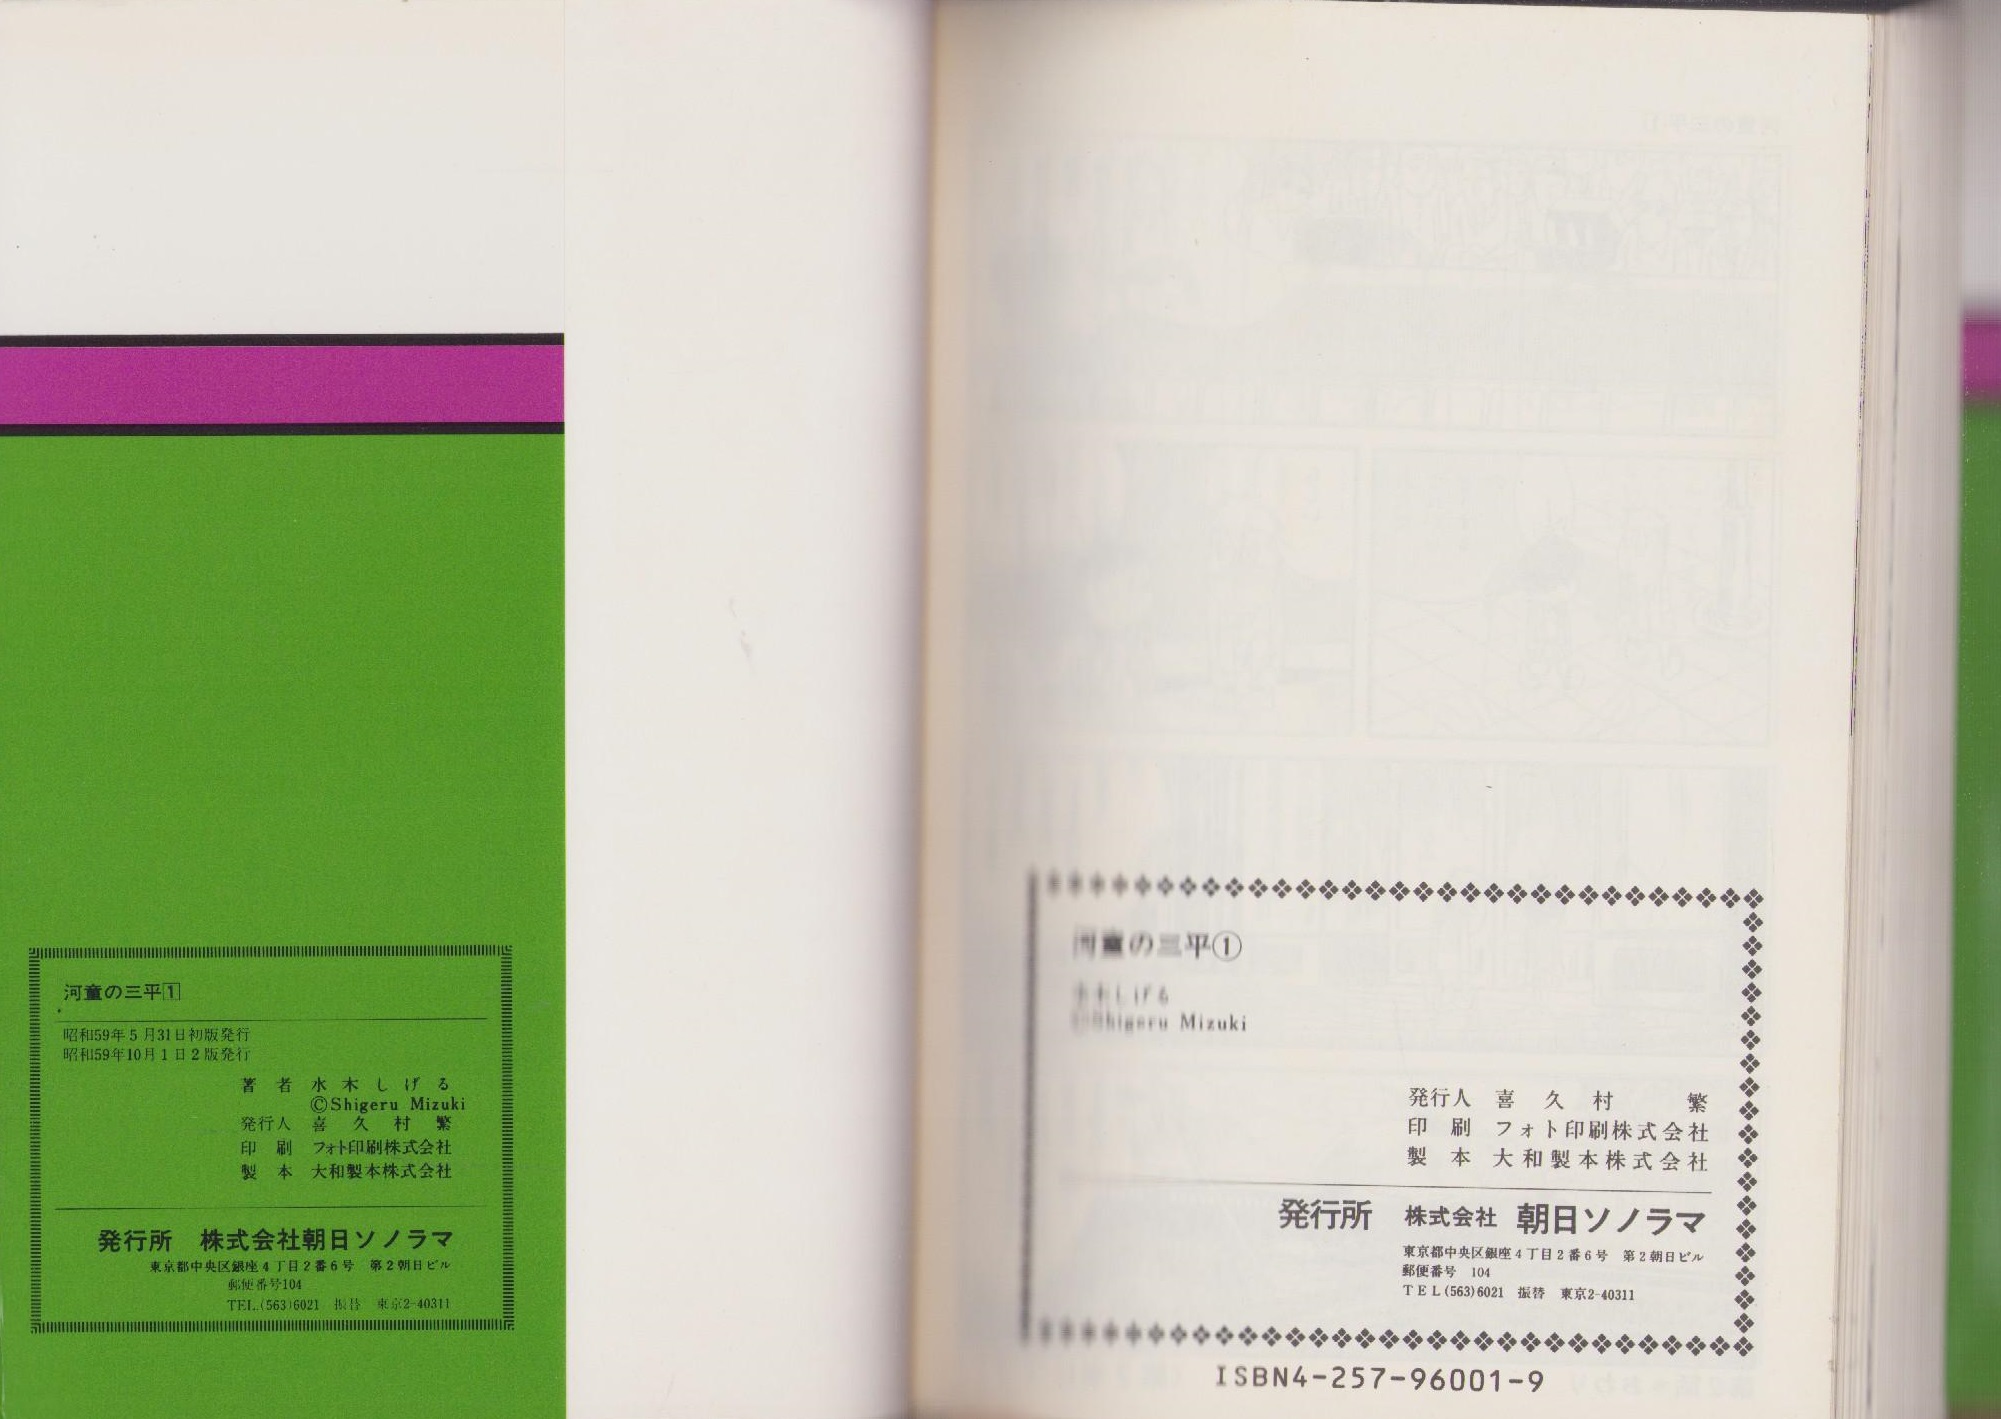 河童の三平1
昭和59年5月31日初版発行
昭和59年10月1日2版発行
著者 水木しげる
©Shigeru Mizuki
発行人 喜久村繁
印刷 フォト印刷株式会社
製本 大和製本株式会社
発行所 株式会社朝日ソノラマ
東京都中央区銀座4丁目2番6号 第2朝日ビル
郵便番号104
TEL.(563)6021 振替 東京2-40311
河童の三平①
水木しげる
©Shigeru Mizuki
発行人 喜久村 繁
印刷 フォト印刷株式会社
製本 大和製本株式会社
発行所 株式会社 朝日ソノラマ
東京都中央区銀座4丁目2番6号 第2朝日ビル
郵便番号 104
TEL(563)6021 振替 東京2-40311
ISBN4-257-96001-9